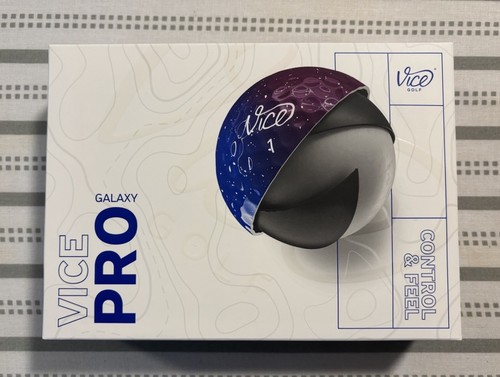 Vice
GOLF
Vice
1
GALAXY
VICE
PRO
CONTROL
& FEEL